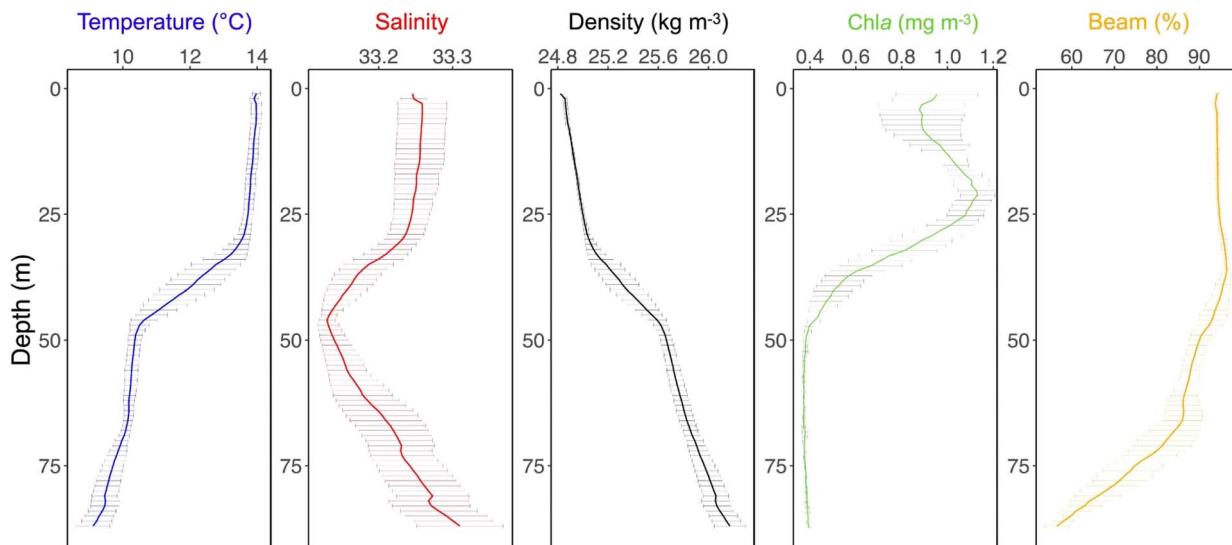 Temperature (°C) Salinity Density (kg m⁻³) Chla (mg m⁻³) Beam (%)
10 12 14 33.2 33.3 24.8 25.2 25.6 26.0 0.4 0.6 0.8 1.0 1.2 60 70 80 90
0 0 0 0 0
25 25 25 25 25
Depth (m)
50 50 50 50 50
75 75 75 75 75